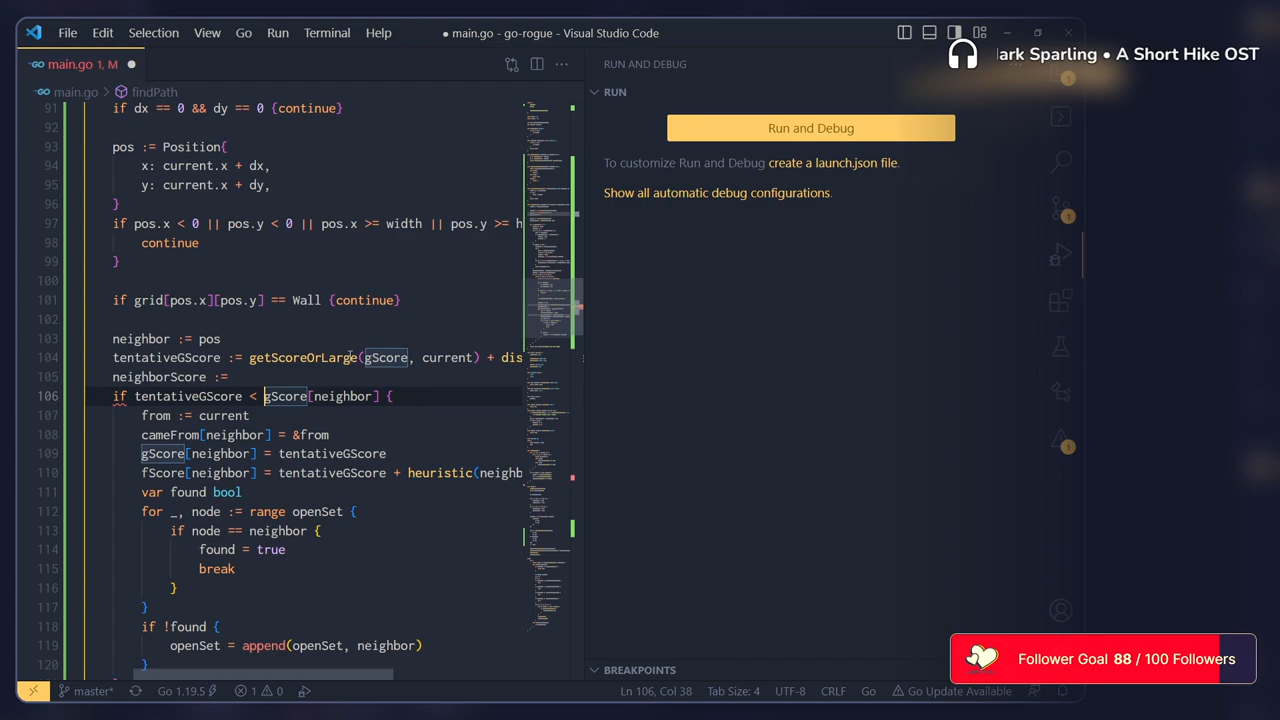 File Edit Selection View Go Run Terminal Help
● main.go - go-rogue - Visual Studio Code
ark Sparling • A Short Hike OST
main.go 1, M ●
RUN AND DEBUG
main.go > findPath
RUN
91 if dx == 0 && dy == 0 {continue}
92
93 pos := Position{
94 x: current.x + dx,
95 y: current.y + dy,
96 }
97 if pos.x < 0 || pos.y < 0 || pos.x >= width || pos.y >= h
98 continue
99 }
100
101 if grid[pos.x][pos.y] == Wall {continue}
102
103 neighbor := pos
104 tentativeGScore := getScoreOrLarge(gScore, current) + dis
105 neighborScore :=
106 if tentativeGScore < gScore[neighbor] {
107 from := current
108 cameFrom[neighbor] = &from
109 gScore[neighbor] = tentativeGScore
110 fScore[neighbor] = tentativeGScore + heuristic(neighb
111 var found bool
112 for _, node := range openSet {
113 if node == neighbor {
114 found = true
115 break
116 }
117 }
118 if !found {
119 openSet = append(openSet, neighbor)
120 }
Run and Debug
To customize Run and Debug create a launch.json file.
Show all automatic debug configurations.
1
1
1
1
BREAKPOINTS
Follower Goal 88 / 100 Followers
master* Go 1.19.5 1 0
Ln 106, Col 38 Tab Size: 4 UTF-8 CRLF Go Go Update Available